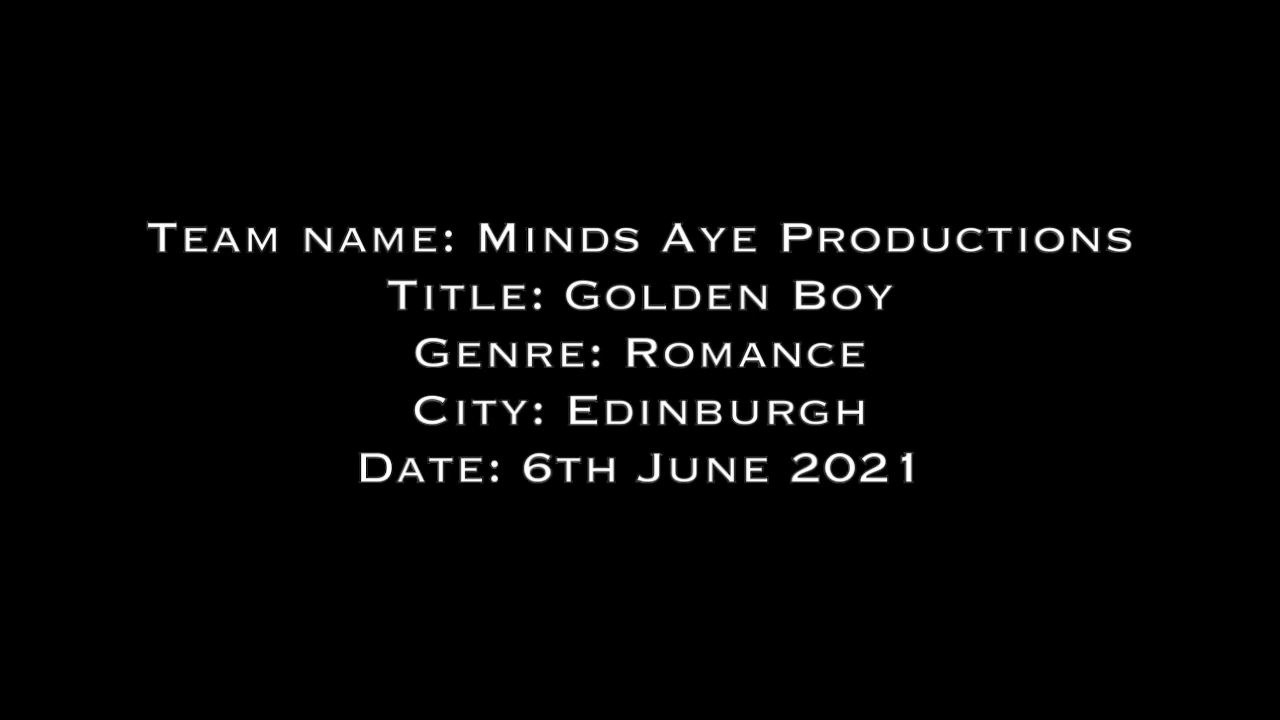 Team name: Minds Aye Productions
Title: Golden Boy
Genre: Romance
City: Edinburgh
Date: 6th June 2021